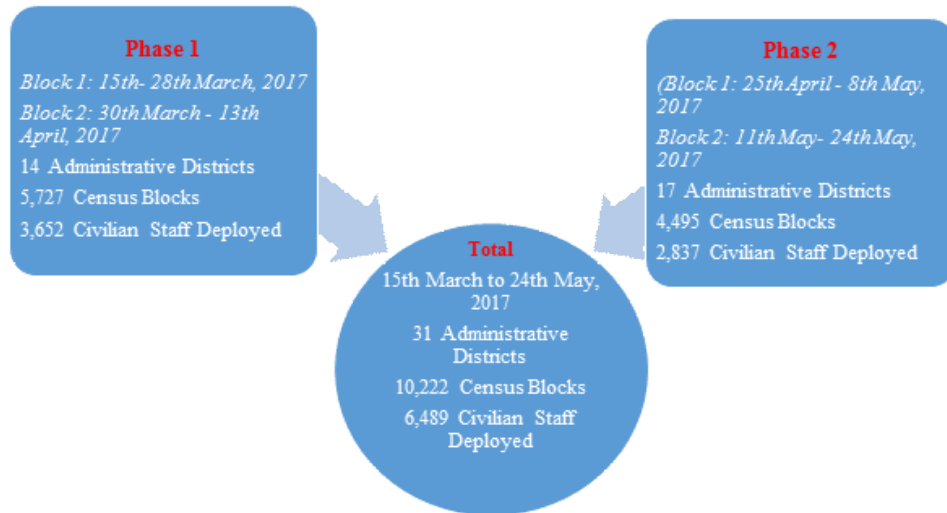 Phase 1
Block 1: 15th- 28th March, 2017
Block 2: 30th March - 13th
April, 2017
14 Administrative Districts
5,727 Census Blocks
3,652 Civilian Staff Deployed
Phase 2
(Block 1: 25th April - 8th May,
2017
Block 2: 11th May- 24th May,
2017
17 Administrative Districts
4,495 Census Blocks
2,837 Civilian Staff Deployed
Total
15th March to 24th May,
2017
31 Administrative
Districts
10,222 Census Blocks
6,489 Civilian Staff
Deployed